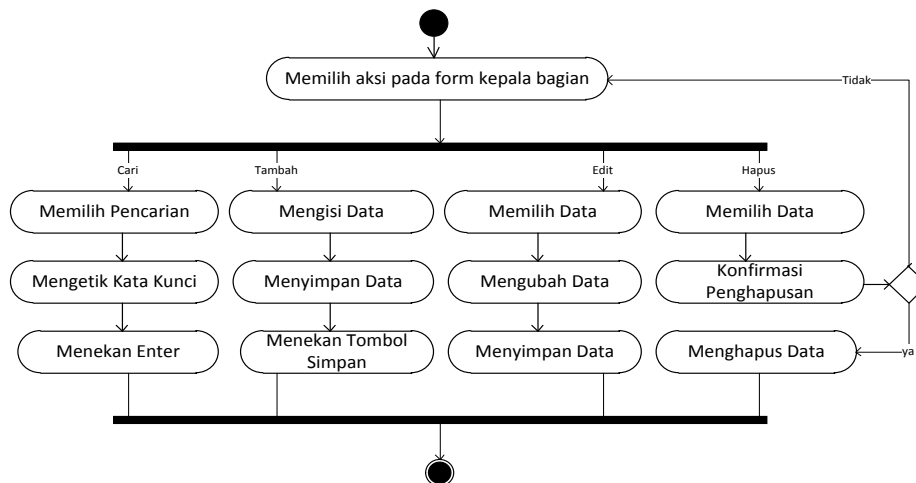 Memilih aksi pada form kepala bagian
Tidak
Cari
Tambah
Edit
Hapus
Memilih Pencarian
Mengisi Data
Memilih Data
Memilih Data
Mengetik Kata Kunci
Menyimpan Data
Mengubah Data
Konfirmasi
Penghapusan
Menekan Enter
Menekan Tombol
Simpan
Menyimpan Data
Menghapus Data
ya